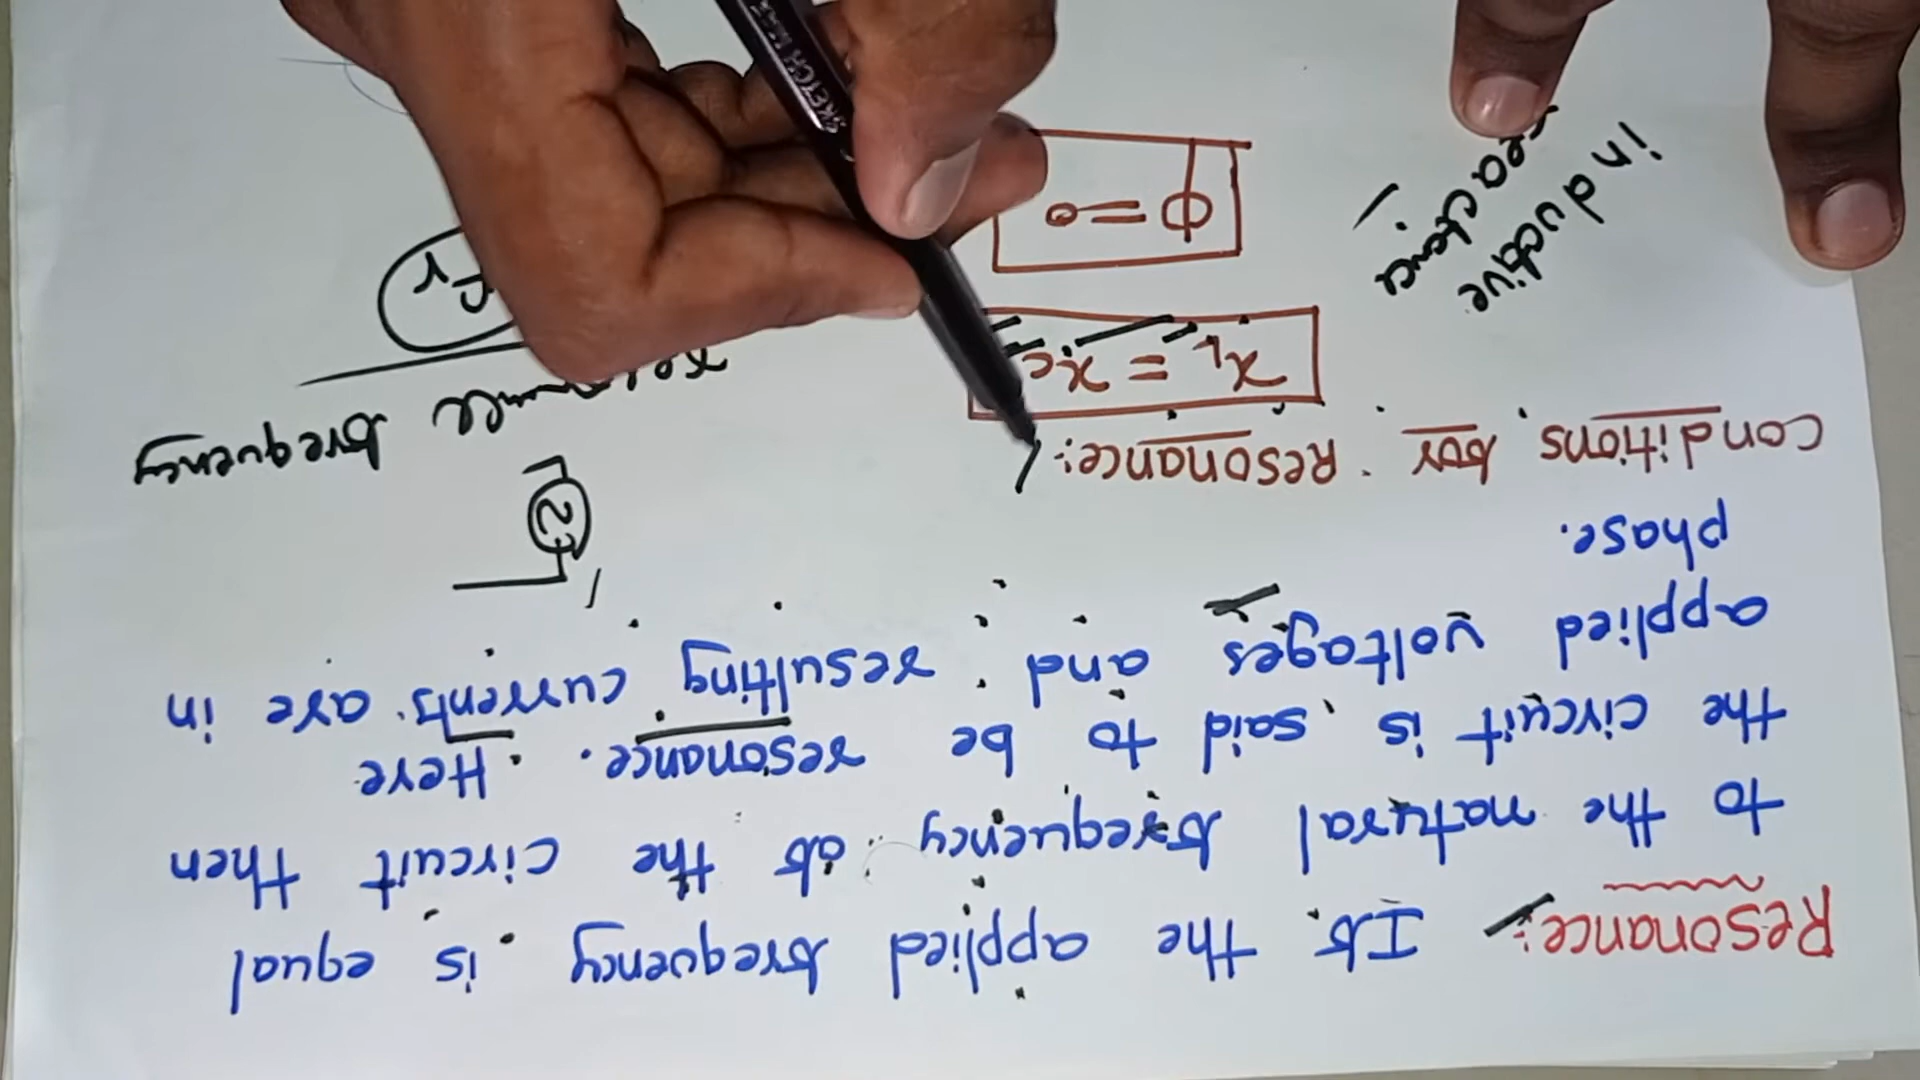 Resonance: If the applied frequency is equal
to the natural frequency of the circuit then
the circuit is said to be resonance. Here
applied voltages and resulting currents are in
phase.
Conditions for Resonance:
XL = XC
ϕ = 0
inductive
reactance
resonance frequency
fr
SKETCH